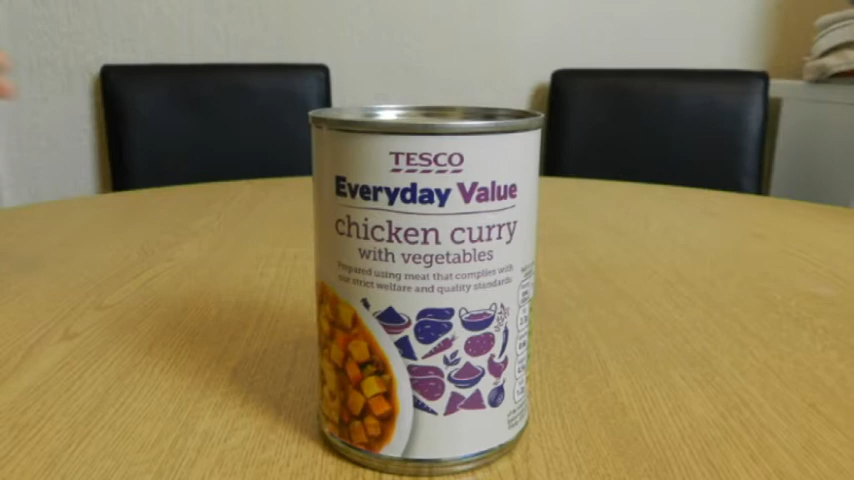 TESCO
Everyday Value
chicken curry
with vegetables
Prepared using meat that complies with
our strict welfare and quality standards.